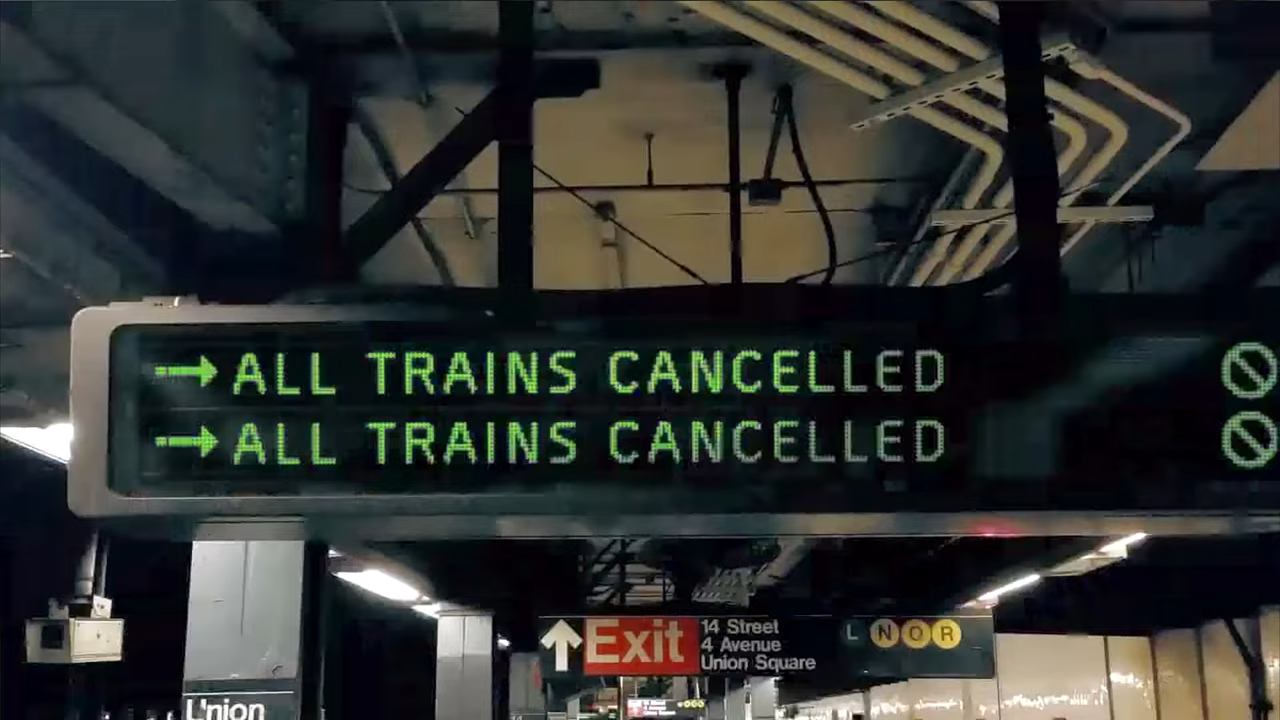 →ALL TRAINS CANCELLED
→ALL TRAINS CANCELLED
↑ Exit 14 Street
4 Avenue
Union Square
L N Q R
Union